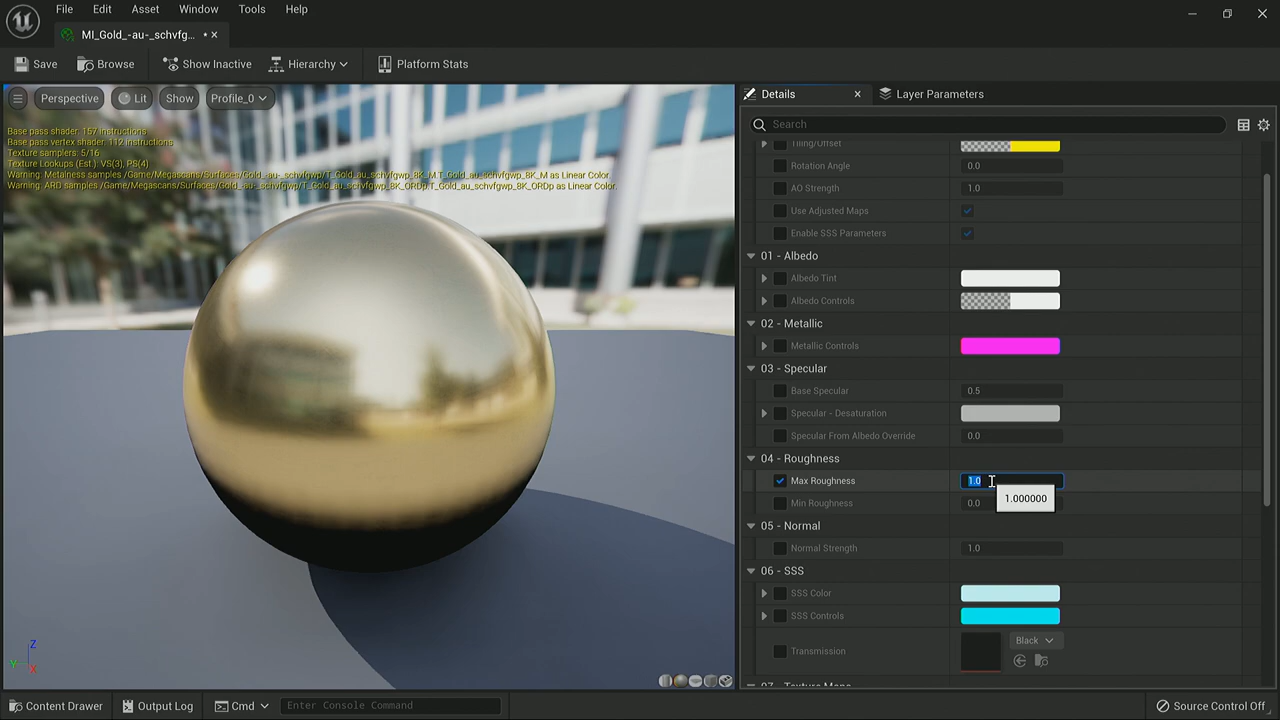 File Edit Asset Window Tools Help
MI_Gold_-au-_schvfg...
Save Browse Show Inactive Hierarchy Platform Stats
Perspective Lit Show Profile_0
Base pass shader: 157 instructions
Base pass vertex shader: 112 instructions
Texture samplers: 5/16
Texture Lookups (Est.): VS(3), PS(4)
Warning: Metalness samples /Game/Megascans/Surfaces/Gold_-au-_schvfgwp/T_Gold_au_schvfgwp_8K_M.T_Gold_au_schvfgwp_8K_M as Linear Color.
Warning: ARD samples /Game/Megascans/Surfaces/Gold_-au-_schvfgwp/T_Gold_au_schvfgwp_8K_ORDp.T_Gold_au_schvfgwp_8K_ORDp as Linear Color.
Z
Y
X
Details Layer Parameters
Search
Tiling/Offset
Rotation Angle 0.0
AO Strength 1.0
Use Adjusted Maps
Enable SSS Parameters
01 - Albedo
Albedo Tint
Albedo Controls
02 - Metallic
Metallic Controls
03 - Specular
Base Specular 0.5
Specular - Desaturation
Specular From Albedo Override 0.0
04 - Roughness
Max Roughness 1.0
1.000000
Min Roughness 0.0
05 - Normal
Normal Strength 1.0
06 - SSS
SSS Color
SSS Controls
Transmission Black
07 - Texture Maps
Content Drawer Output Log Cmd Enter Console Command Source Control Off